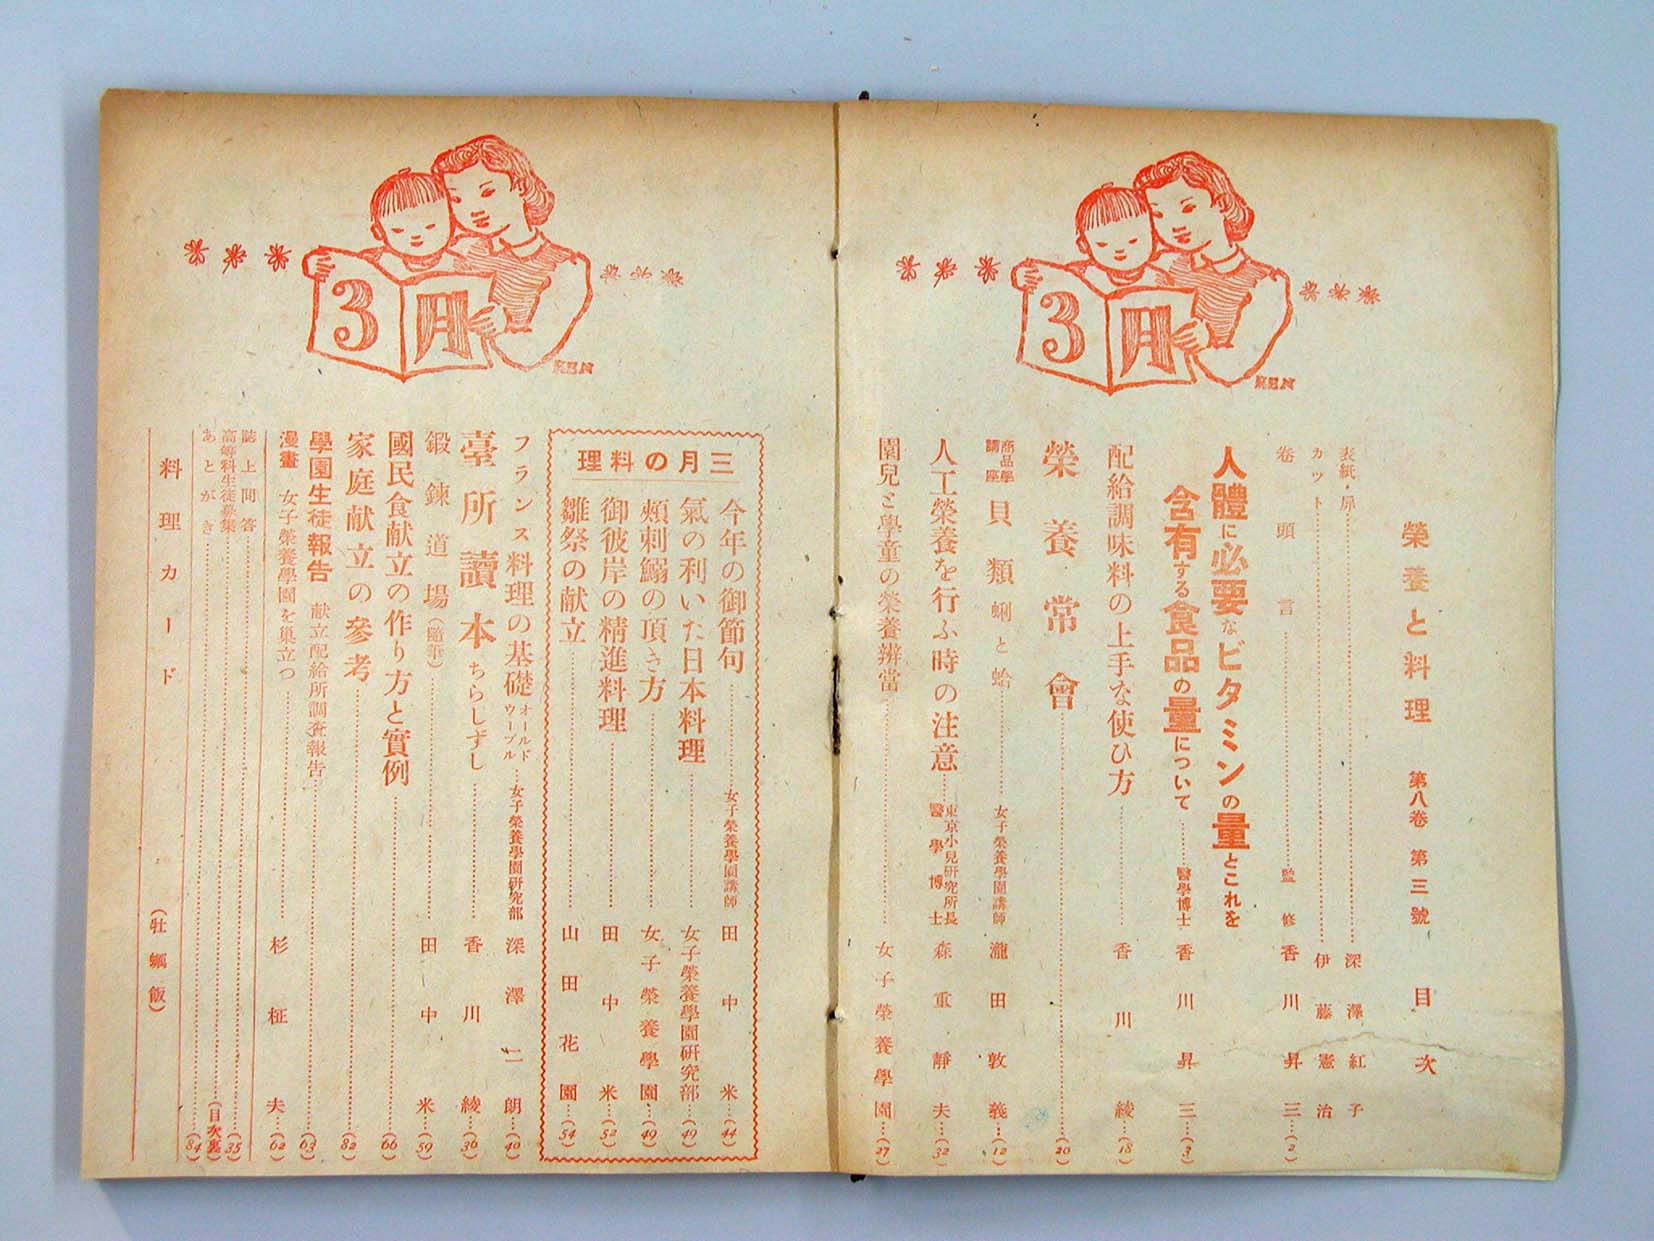 3月
REN
榮養と料理 第八卷 第三號 目次
表紙・扉 深澤紅子
カット 伊藤憲治
卷頭言 監修 香川昇三 (2)
人體に必要なビタミンの量とこれを
含有する食品の量について 醫學博士 香川昇三 (3)
配給調味料の上手な使ひ方 香川綾 (18)
榮養常會 (20)
商品學講座 貝類 蜊と蛤 女子榮養學園講師 瀧田敦義 (12)
人工榮養を行ふ時の注意 東京小兒研究所長 醫學博士 森重靜夫 (32)
園兒と學童の榮養辨當 女子榮養學園 (27)
3月
REN
三月の料理
今年の御節句 女子榮養學園講師 田中米 (44)
氣の利いた日本料理 女子榮養學園研究部 (49)
頰刺鰯の頂き方 女子榮養學園 (49)
御彼岸の精進料理 田中米 (52)
雛祭の献立 山田花園 (54)
フランス料理の基礎 オールドウーブル 女子榮養學園研究部 深澤二朗 (40)
臺所讀本 ちらしずし 香川綾 (36)
鍛鍊道場 (隨筆) 田中米 (59)
國民食献立の作り方と實例 (66)
家庭献立の參考 (82)
學園生徒報告 献立配給所調査報告 (63)
漫畫 女子榮養學園を巢立つ 杉柾夫 (62)
誌上問答 (35)
高等科生徒募集 (目次裏)
あとがき (84)
料理カード (牡蠣飯)